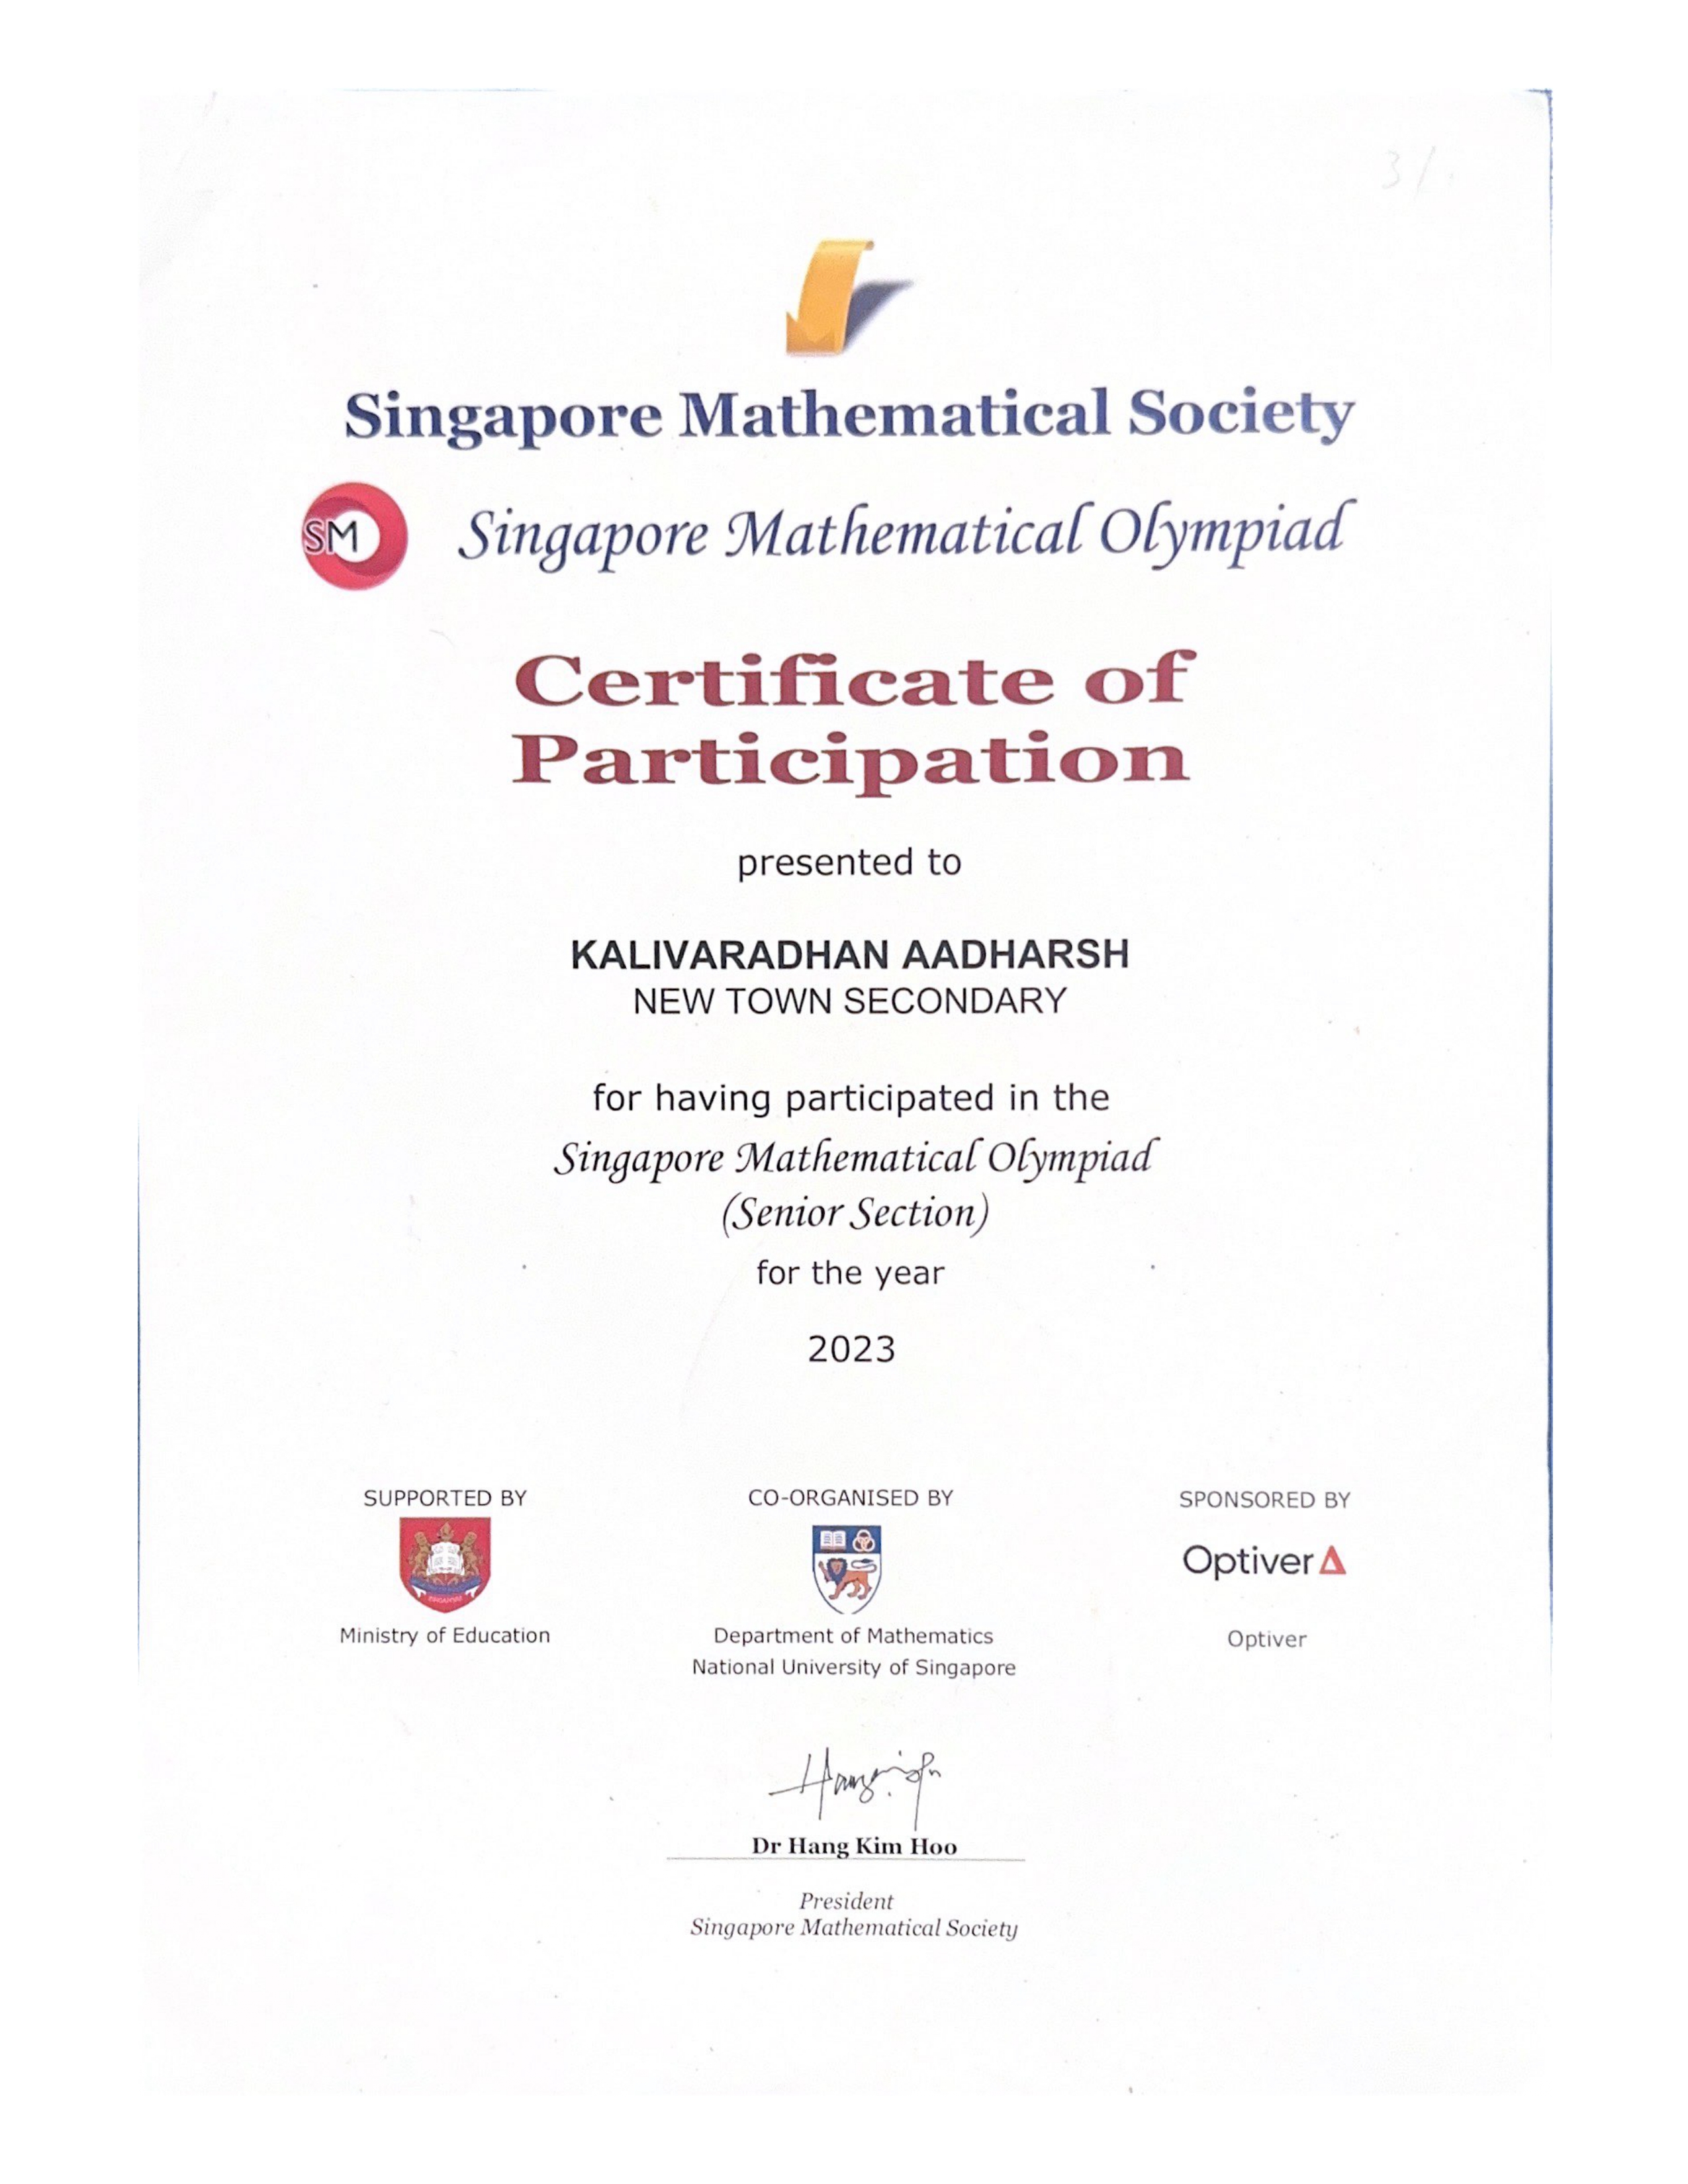 3/
Singapore Mathematical Society
SM
Singapore Mathematical Olympiad
Certificate of
Participation
presented to
KALIVARADHAN AADHARSH
NEW TOWN SECONDARY
for having participated in the
Singapore Mathematical Olympiad
(Senior Section)
for the year
2023
SUPPORTED BY
CO-ORGANISED BY
SPONSORED BY
Optiver
Ministry of Education
Department of Mathematics
National University of Singapore
Optiver
Dr Hang Kim Hoo
President
Singapore Mathematical Society